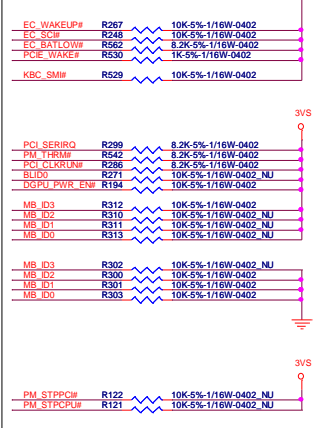 EC_WAKEUP# R267 10K-5%-1/16W-0402
EC_SCI# R248 10K-5%-1/16W-0402
EC_BATLOW# R562 8.2K-5%-1/16W-0402
PCIE_WAKE# R530 1K-5%-1/16W-0402
KBC_SMI# R529 10K-5%-1/16W-0402
3VS
PCI_SERIRQ R299 8.2K-5%-1/16W-0402
PM_THRM# R542 8.2K-5%-1/16W-0402
PCI_CLKRUN# R286 8.2K-5%-1/16W-0402
BLID0 R271 10K-5%-1/16W-0402_NU
DGPU_PWR_EN# R194 10K-5%-1/16W-0402
MB_ID3 R312 10K-5%-1/16W-0402
MB_ID2 R310 10K-5%-1/16W-0402_NU
MB_ID1 R311 10K-5%-1/16W-0402_NU
MB_ID0 R313 10K-5%-1/16W-0402_NU
MB_ID3 R302 10K-5%-1/16W-0402_NU
MB_ID2 R300 10K-5%-1/16W-0402
MB_ID1 R301 10K-5%-1/16W-0402
MB_ID0 R303 10K-5%-1/16W-0402
3VS
PM_STPPCI# R122 10K-5%-1/16W-0402_NU
PM_STPCPU# R121 10K-5%-1/16W-0402_NU